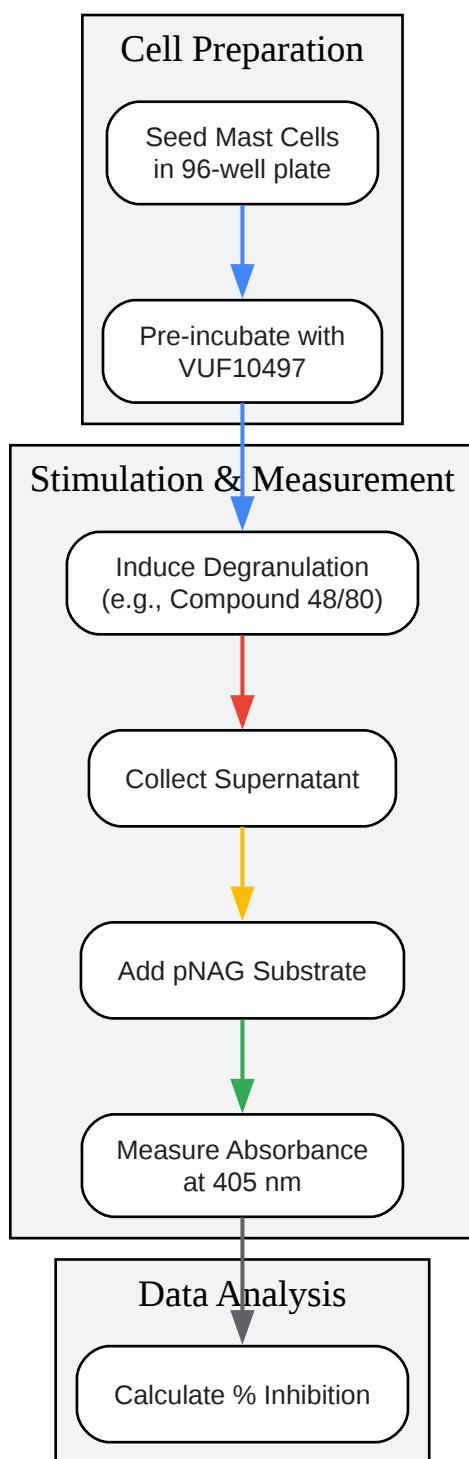 Cell Preparation
Seed Mast Cells
in 96-well plate
Pre-incubate with
VUF10497
Stimulation & Measurement
Induce Degranulation
(e.g., Compound 48/80)
Collect Supernatant
Add pNAG Substrate
Measure Absorbance
at 405 nm
Data Analysis
Calculate % Inhibition